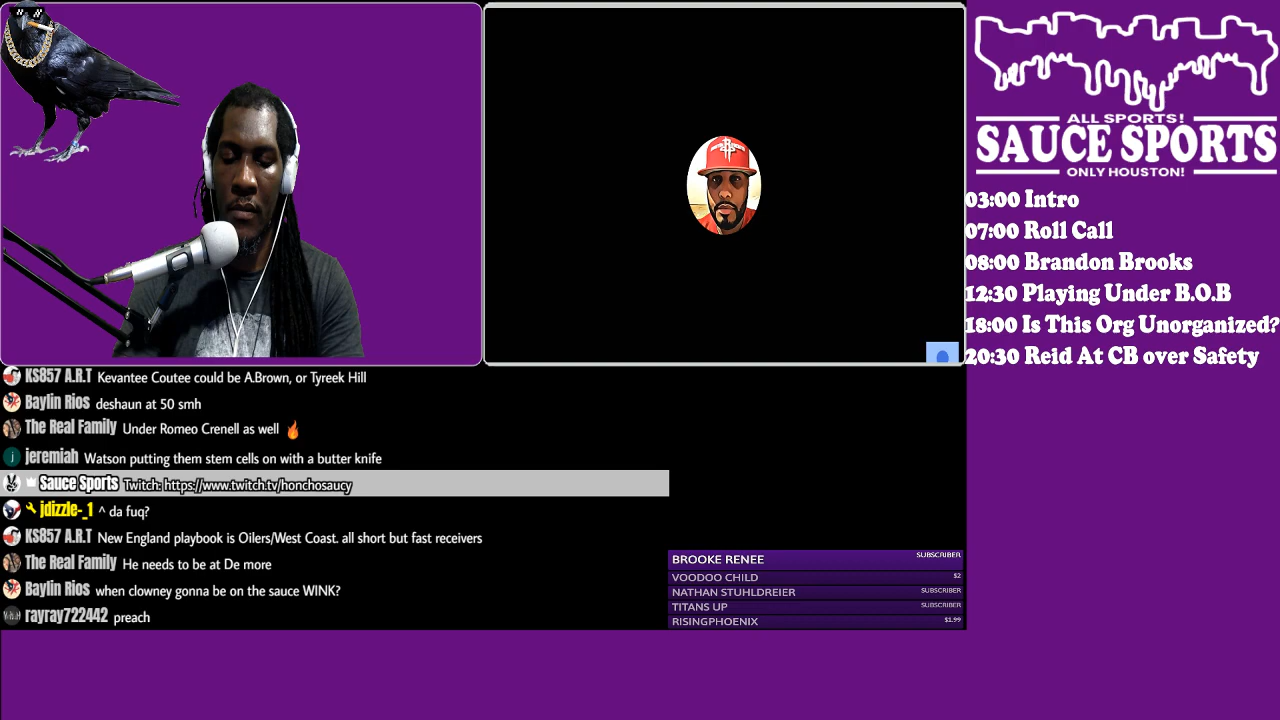 ALL SPORTS!
SAUCE SPORTS
ONLY HOUSTON!
03:00 Intro
07:00 Roll Call
08:00 Brandon Brooks
12:30 Playing Under B.O.B
18:00 Is This Org Unorganized?
20:30 Reid At CB over Safety
KS857 A.R.T Kevantee Coutee could be A.Brown, or Tyreek Hill
Baylin Rios deshaun at 50 smh
The Real Family Under Romeo Crenell as well 🔥
j jeremiah Watson putting them stem cells on with a butter knife
Sauce Sports Twitch: https://www.twitch.tv/honchosaucy
jdizzle-_1 ^ da fuq?
KS857 A.R.T New England playbook is Oilers/West Coast. all short but fast receivers
The Real Family He needs to be at De more
Baylin Rios when clowney gonna be on the sauce WINK?
rayray722442 preach
BROOKE RENEE SUBSCRIBER
VOODOO CHILD $2
NATHAN STUHLDREIER SUBSCRIBER
TITANS UP SUBSCRIBER
RISINGPHOENIX $1.99